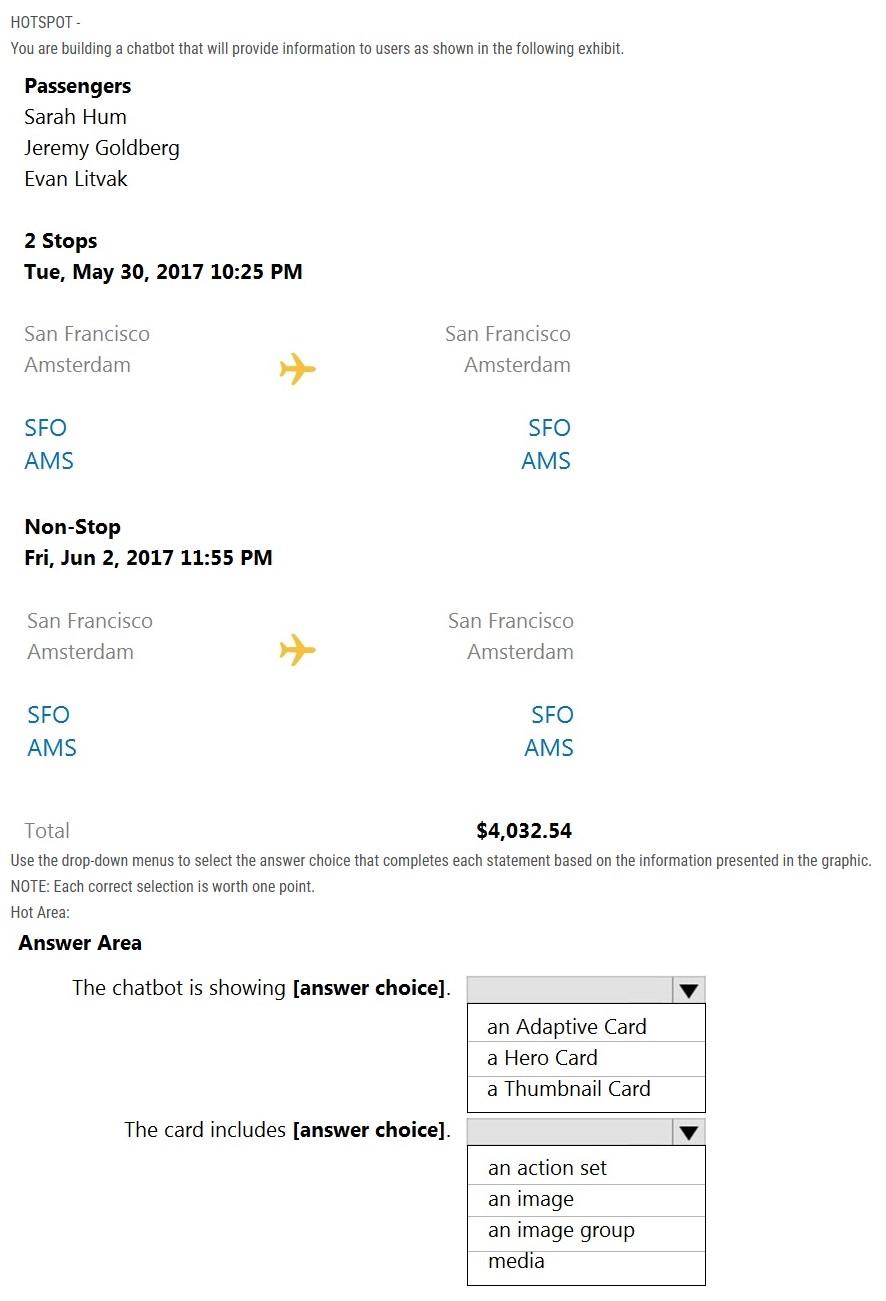 HOTSPOT -
You are building a chatbot that will provide information to users as shown in the following exhibit.
Passengers
Sarah Hum
Jeremy Goldberg
Evan Litvak
2 Stops
Tue, May 30, 2017 10:25 PM
San Francisco San Francisco
Amsterdam Amsterdam
SFO SFO
AMS AMS
Non-Stop
Fri, Jun 2, 2017 11:55 PM
San Francisco San Francisco
Amsterdam Amsterdam
SFO SFO
AMS AMS
Total $4,032.54
Use the drop-down menus to select the answer choice that completes each statement based on the information presented in the graphic.
NOTE: Each correct selection is worth one point.
Hot Area:
Answer Area
The chatbot is showing [answer choice].
an Adaptive Card
a Hero Card
a Thumbnail Card
The card includes [answer choice].
an action set
an image
an image group
media